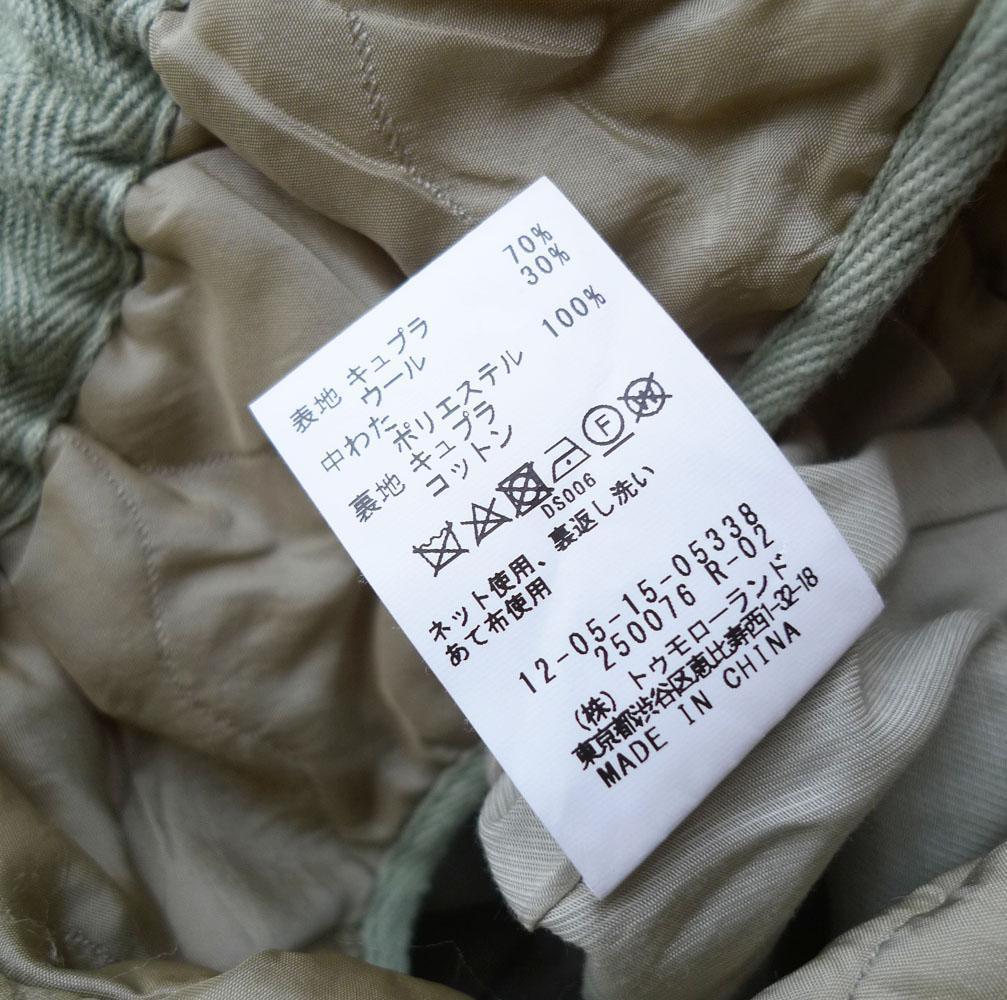 表地 キュプラ 70%
ウール 30%
中わた
ポリエステル 100%
裏地 キュプラ
コットン
DS006
ネット使用、 裏返し洗い
あて布使用
12-05-15-05338
250076 R-02
(株) トゥモローランド
東京都渋谷区恵比寿西1-32-18
MADE IN CHINA